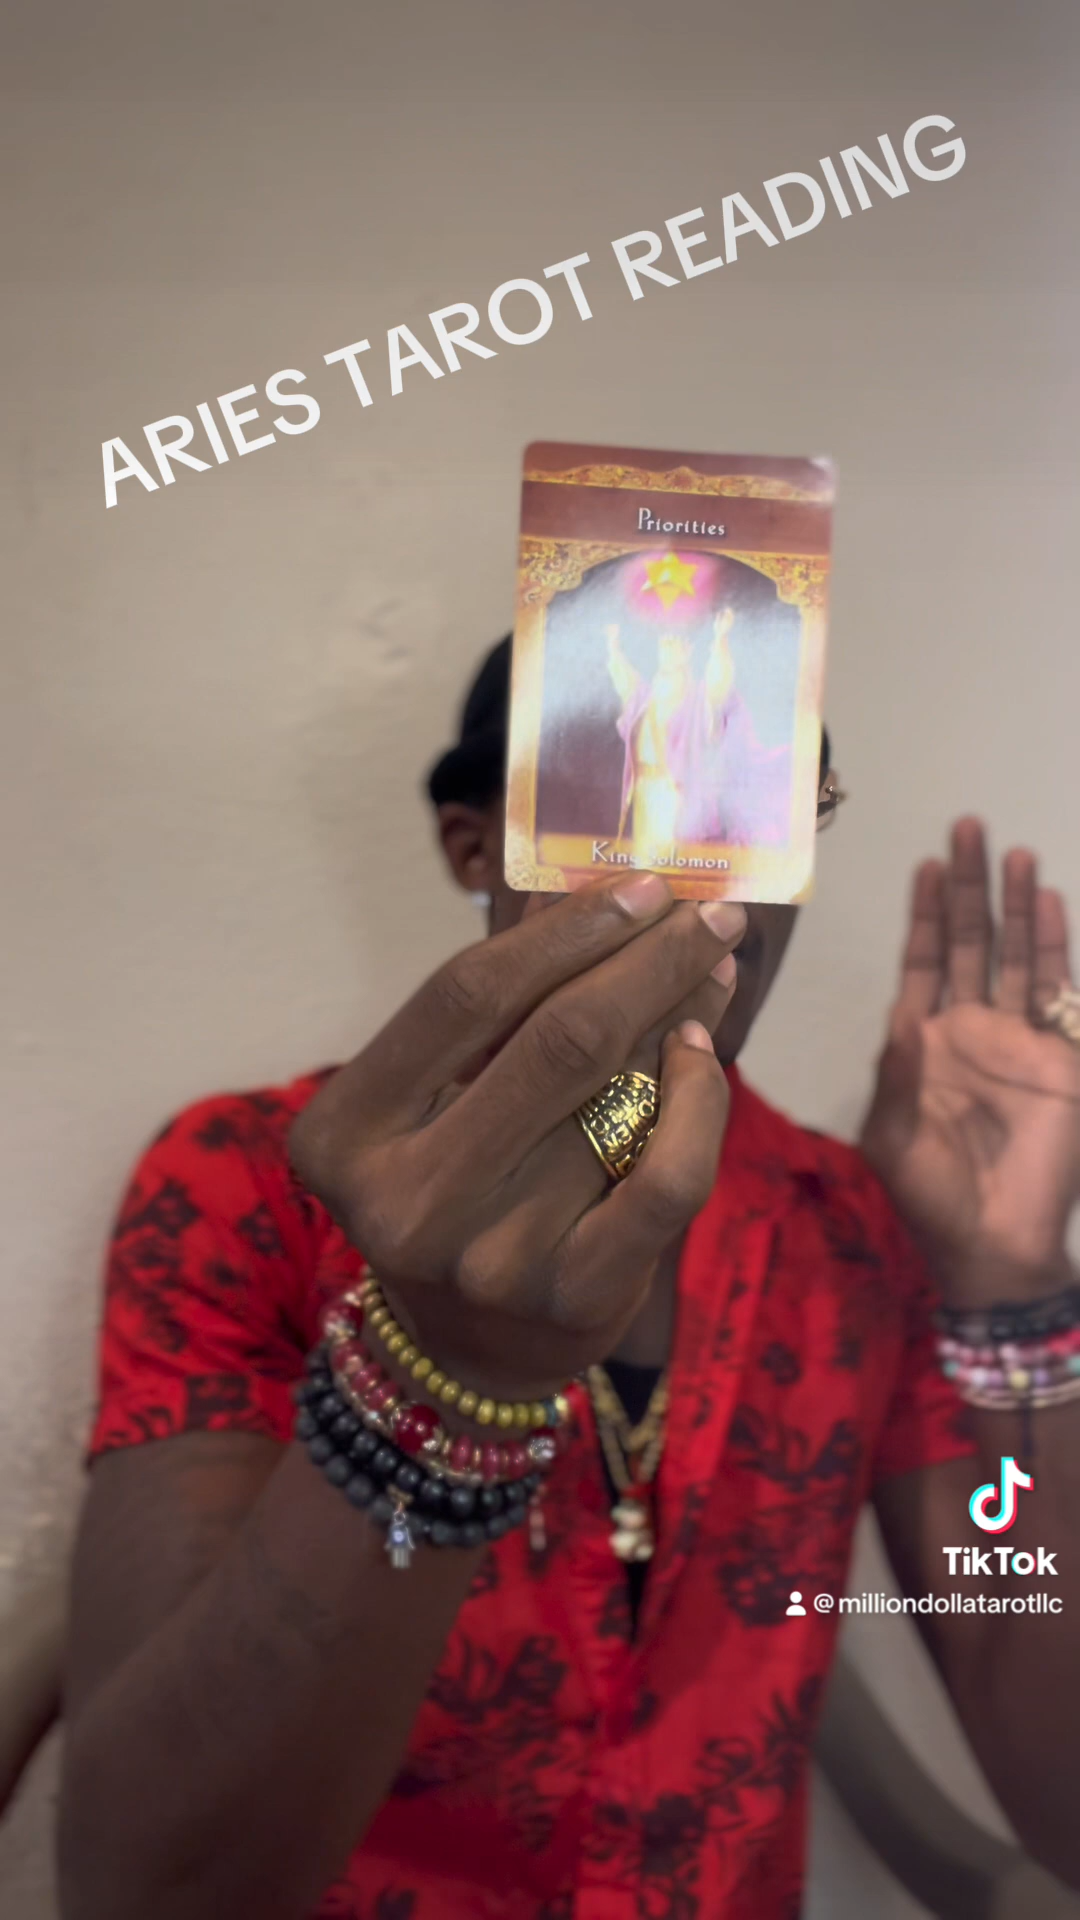 ARIES TAROT READING
Priorities
King Solomon
TikTok
@milliondollatarotllc